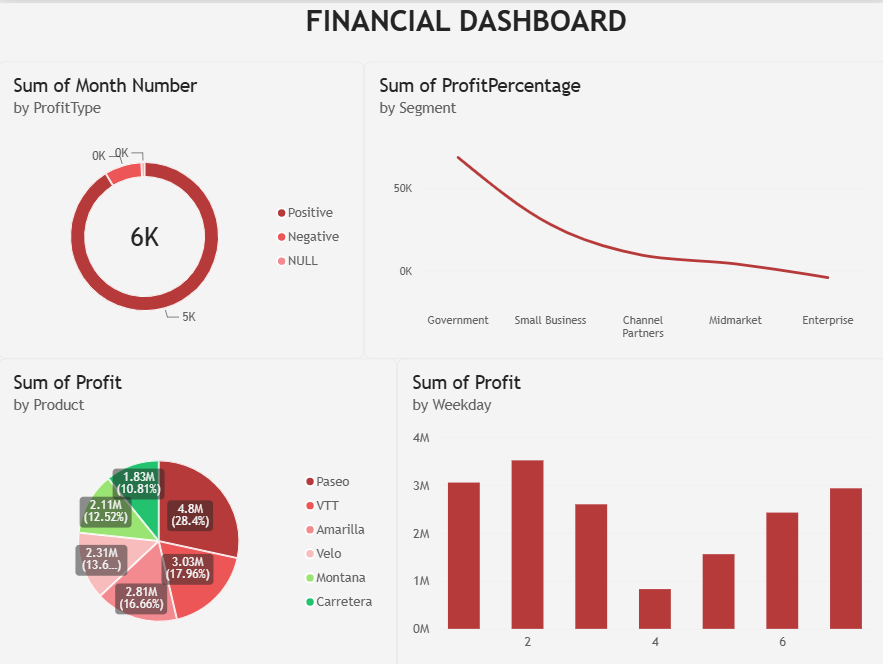 FINANCIAL DASHBOARD
Sum of Month Number
by ProfitType
0K
0K
6K
5K
Positive
Negative
NULL
Sum of ProfitPercentage
by Segment
50K
0K
Government
Small Business
Channel
Partners
Midmarket
Enterprise
Sum of Profit
by Product
1.83M
(10.81%)
2.11M
(12.52%)
4.8M
(28.4%)
2.31M
(13.6...)
3.03M
(17.96%)
2.81M
(16.66%)
Paseo
VTT
Amarilla
Velo
Montana
Carretera
Sum of Profit
by Weekday
4M
3M
2M
1M
0M
2
4
6